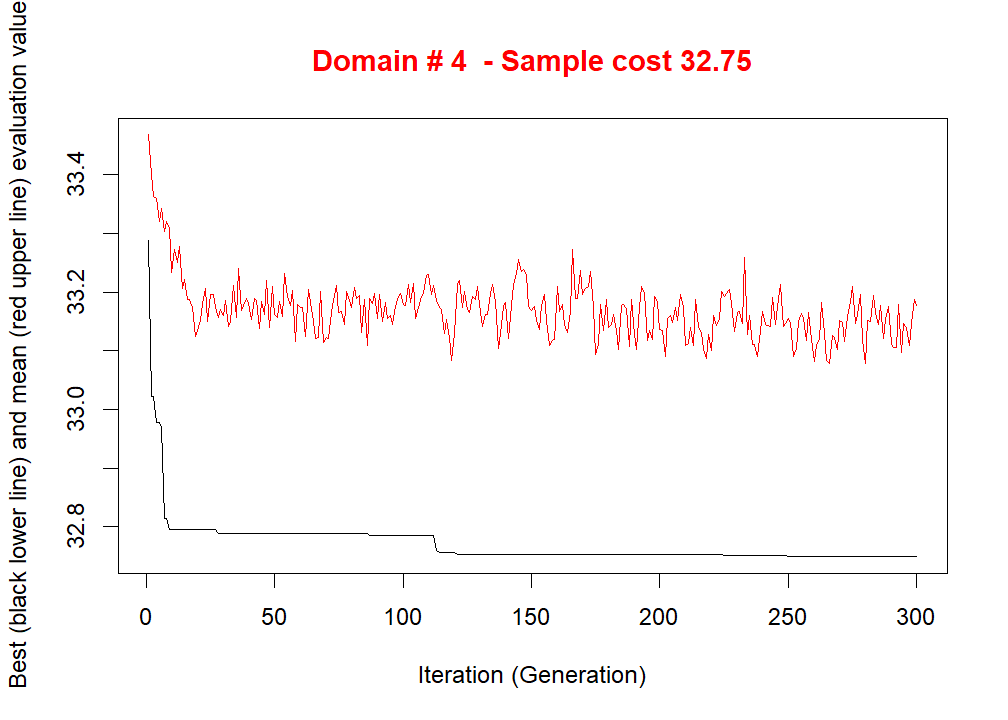 Domain # 4  - Sample cost 32.75
Best (black lower line) and mean (red upper line) evaluation value
33.4
33.2
33.0
32.8
0 50 100 150 200 250 300
Iteration (Generation)